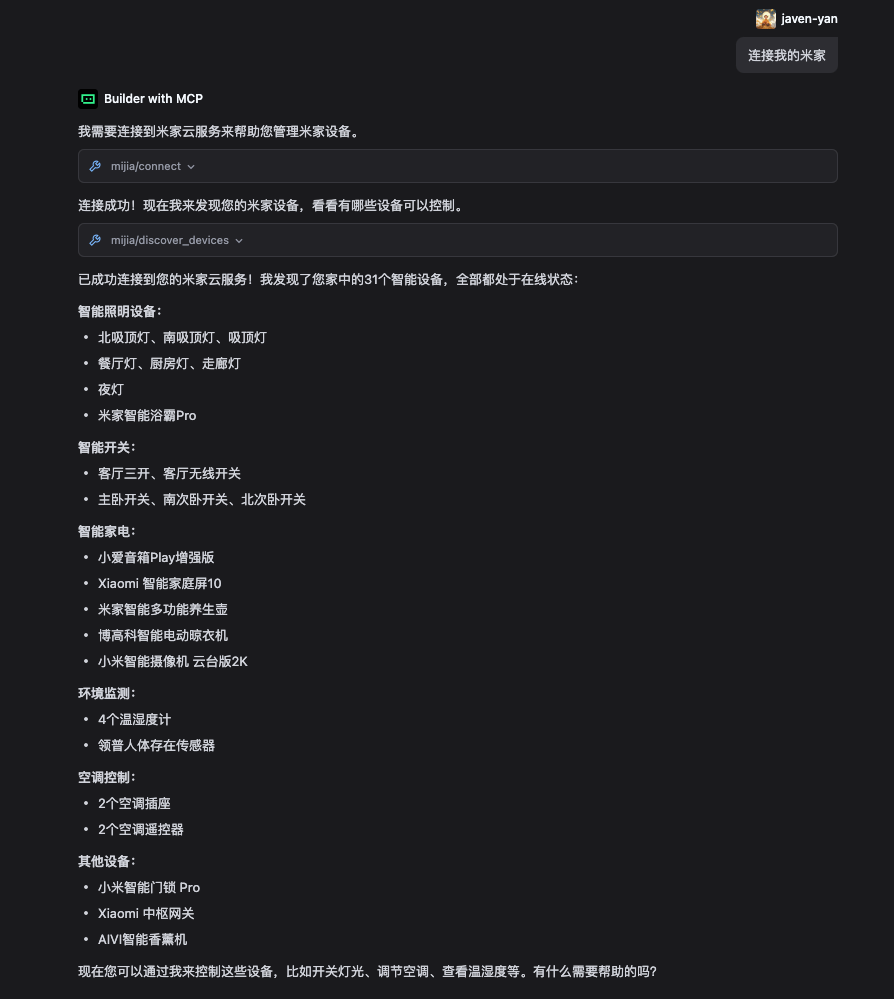 javen-yan
连接我的米家
Builder with MCP
我需要连接到米家云服务来帮助您管理米家设备。
mijia/connect
连接成功！现在我来发现您的米家设备，看看有哪些设备可以控制。
mijia/discover_devices
已成功连接到您的米家云服务！我发现了您家中的31个智能设备，全部都处于在线状态：
智能照明设备：
• 北吸顶灯、南吸顶灯、吸顶灯
• 餐厅灯、厨房灯、走廊灯
• 夜灯
• 米家智能浴霸Pro
智能开关：
• 客厅三开、客厅无线开关
• 主卧开关、南次卧开关、北次卧开关
智能家电：
• 小爱音箱Play增强版
• Xiaomi 智能家庭屏10
• 米家智能多功能养生壶
• 博高科智能电动晾衣机
• 小米智能摄像机 云台版2K
环境监测：
• 4个温湿度计
• 领普人体存在传感器
空调控制：
• 2个空调插座
• 2个空调遥控器
其他设备：
• 小米智能门锁 Pro
• Xiaomi 中枢网关
• AIVI智能香薰机
现在您可以通过我来控制这些设备，比如开关灯光、调节空调、查看温湿度等。有什么需要帮助的吗？